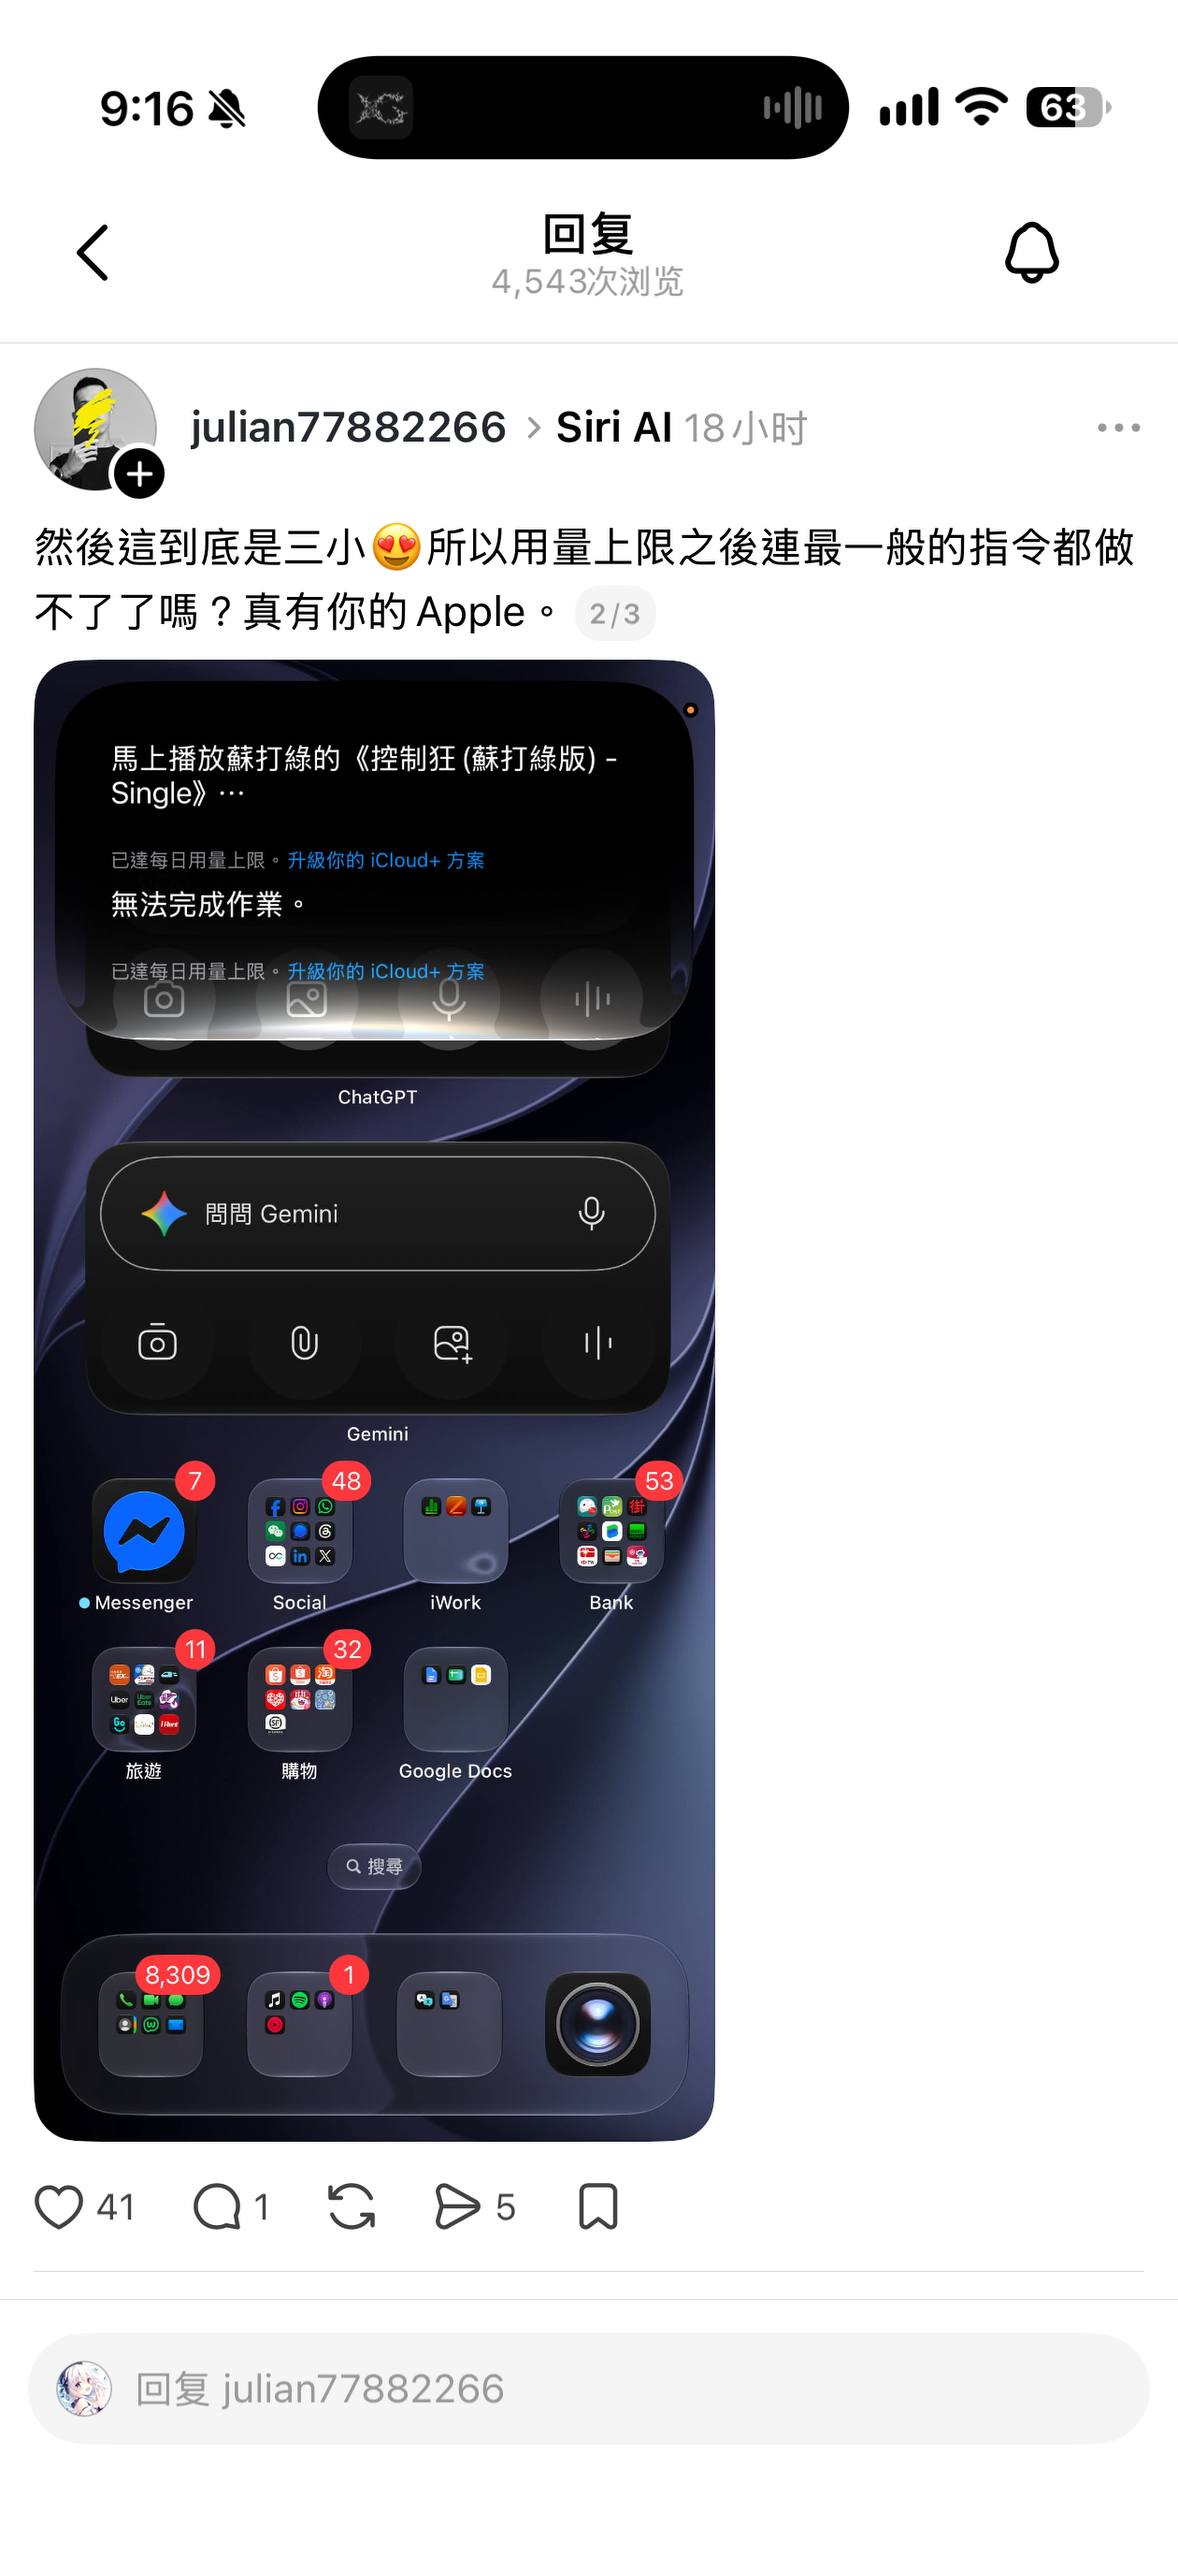 9:16
63
回复
4,543次浏览
julian77882266 > Siri AI 18小时
然後這到底是三小😍所以用量上限之後連最一般的指令都做
不了了嗎？真有你的 Apple。 2/3
馬上播放蘇打綠的《控制狂 (蘇打綠版) -
Single》…
已達每日用量上限。升級你的 iCloud+ 方案
無法完成作業。
已達每日用量上限。升級你的 iCloud+ 方案
ChatGPT
問問 Gemini
Gemini
7
48
53
Messenger
Social
iWork
Bank
11
32
Uber
Uber Eats
Go
iRent
旅遊
購物
Google Docs
搜尋
8,309
1
41
1
5
回复 julian77882266